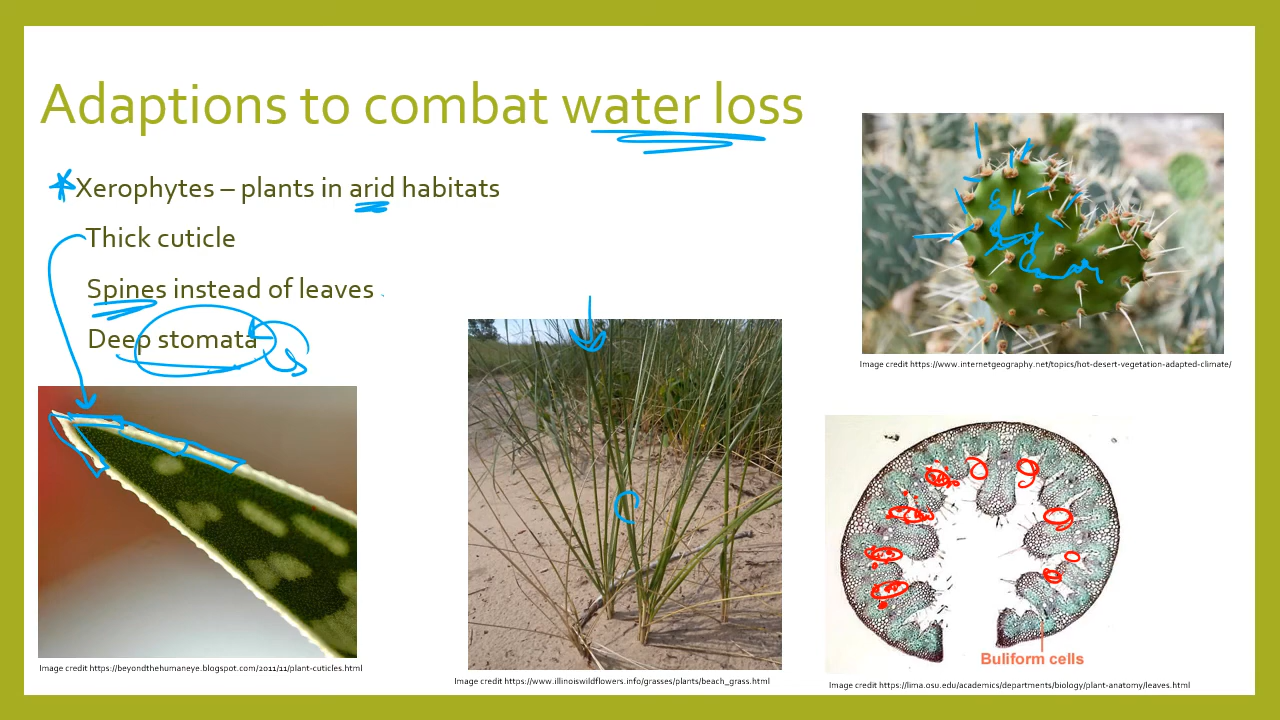 Adaptions to combat water loss
Xerophytes – plants in arid habitats
Thick cuticle
Spines instead of leaves
Deep stomata
Image credit https://www.internetgeography.net/topics/hot-desert-vegetation-adapted-climate/
Image credit https://beyondthehumaneye.blogspot.com/2011/11/plant-cuticles.html
Image credit https://www.illinoiswildflowers.info/grasses/plants/beach_grass.html
Buliform cells
Image credit https://lima.osu.edu/academics/departments/biology/plant-anatomy/leaves.html